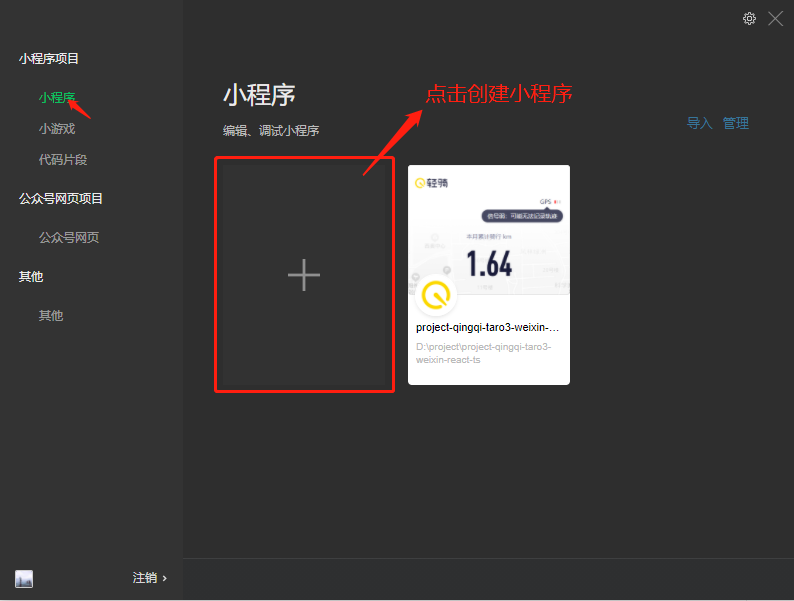 小程序项目
小程序
小游戏
代码片段
公众号网页项目
公众号网页
其他
其他
注销 ›
小程序
编辑、调试小程序
点击创建小程序
导入 管理
轻骑
GPS
信号弱：可能无法记录轨迹
本月累计骑行 km
1.64
project-qingqi-taro3-weixin-...
D:\project\project-qingqi-taro3-
weixin-react-ts